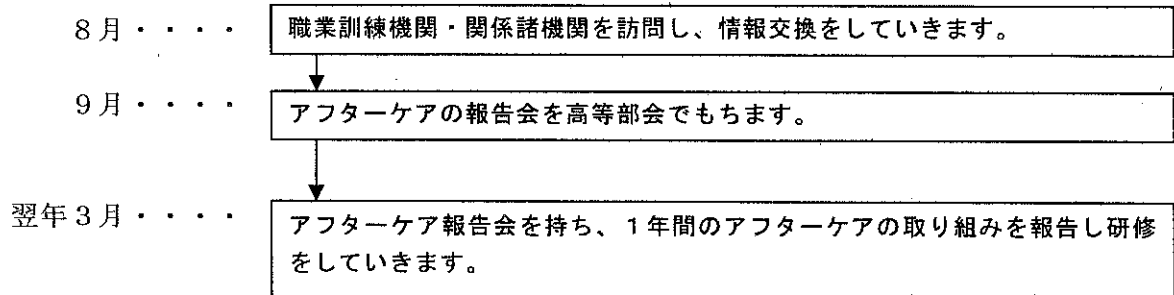 8月・・・・ 職業訓練機関・関係諸機関を訪問し、情報交換をしていきます。
9月・・・・ アフターケアの報告会を高等部会でもちます。
翌年3月・・・・ アフターケア報告会を持ち、1年間のアフターケアの取り組みを報告し研修
をしていきます。